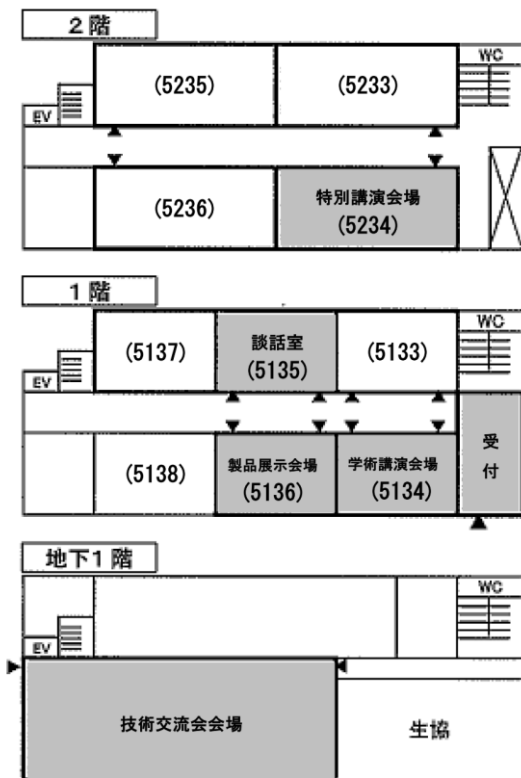 2階
(5235)
(5233)
WC
EV
(5236)
特別講演会場
(5234)
1階
(5137)
談話室
(5135)
(5133)
WC
EV
(5138)
製品展示会場
(5136)
学術講演会場
(5134)
受
付
地下1階
WC
EV
技術交流会会場
生協